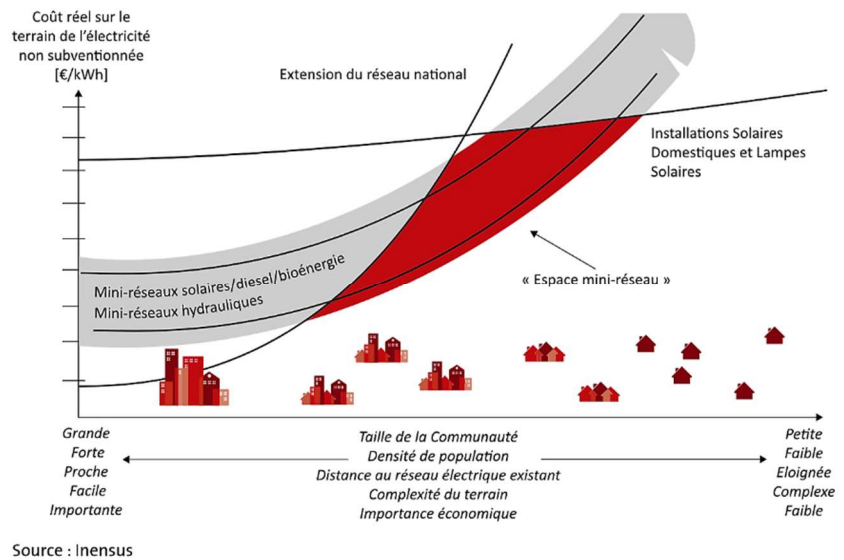 Coût réel sur le
terrain de l'électricité
non subventionnée
[€/kWh]
Extension du réseau national
Installations Solaires
Domestiques et Lampes
Solaires
Mini-réseaux solaires/diesel/bioénergie
Mini-réseaux hydrauliques
« Espace mini-réseau »
Grande
Forte
Proche
Facile
Importante
Taille de la Communauté
Densité de population
Distance au réseau électrique existant
Complexité du terrain
Importance économique
Petite
Faible
Eloignée
Complexe
Faible
Source : Inensus